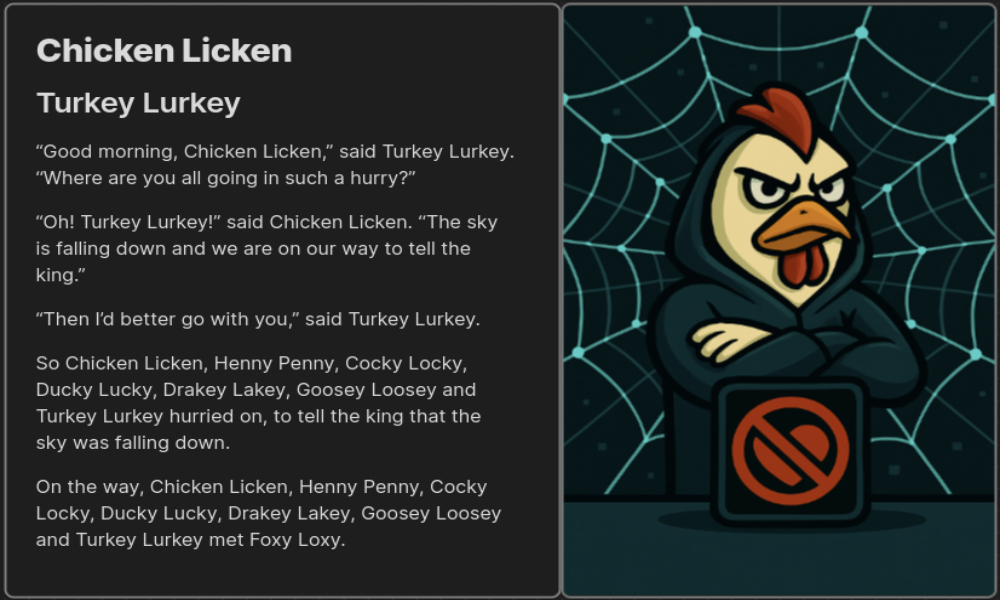 Chicken Licken
Turkey Lurkey
“Good morning, Chicken Licken,” said Turkey Lurkey.
“Where are you all going in such a hurry?”
“Oh! Turkey Lurkey!” said Chicken Licken. “The sky
is falling down and we are on our way to tell the
king.”
“Then I’d better go with you,” said Turkey Lurkey.
So Chicken Licken, Henny Penny, Cocky Locky,
Ducky Lucky, Drakey Lakey, Goosey Loosey and
Turkey Lurkey hurried on, to tell the king that the
sky was falling down.
On the way, Chicken Licken, Henny Penny, Cocky
Locky, Ducky Lucky, Drakey Lakey, Goosey Loosey
and Turkey Lurkey met Foxy Loxy.